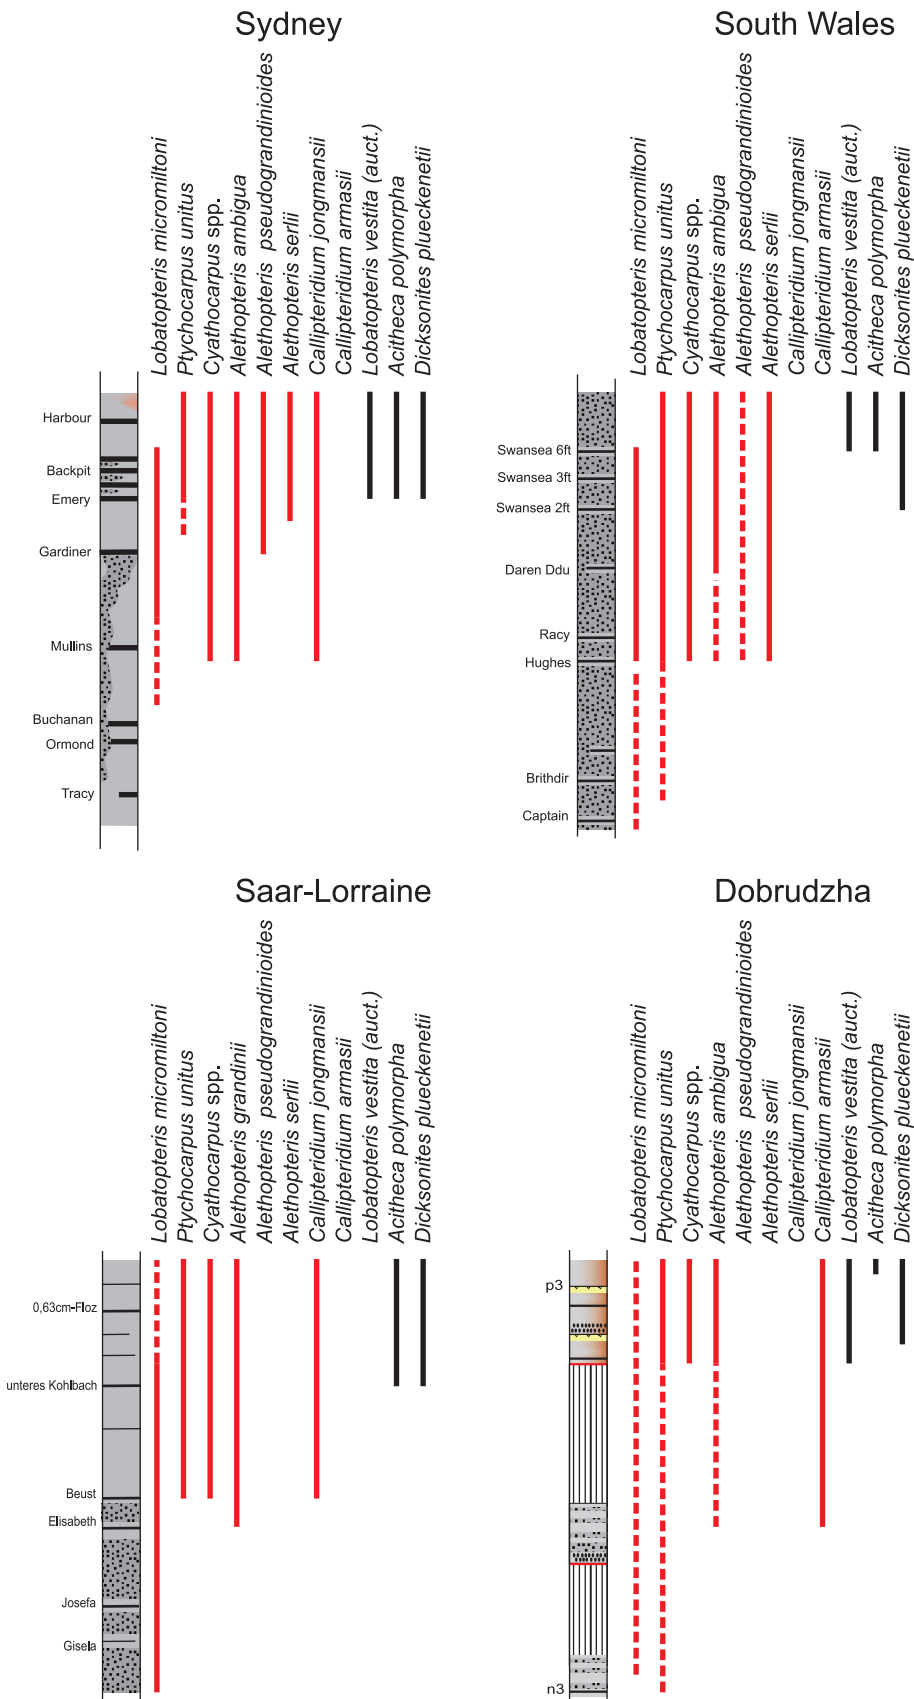 Sydney
Lobatopteris micromiltoni
Ptychocarpus unitus
Cyathocarpus spp.
Alethopteris ambigua
Alethopteris pseudograndinioides
Alethopteris serlii
Callipteridium jongmansii
Callipteridium armasii
Lobatopteris vestita (auct.)
Acitheca polymorpha
Dicksonites plueckenetii
Harbour
Backpit
Emery
Gardiner
Mullins
Buchanan
Ormond
Tracy
South Wales
Lobatopteris micromiltoni
Ptychocarpus unitus
Cyathocarpus spp.
Alethopteris ambigua
Alethopteris pseudograndinioides
Alethopteris serlii
Callipteridium jongmansii
Callipteridium armasii
Lobatopteris vestita (auct.)
Acitheca polymorpha
Dicksonites plueckenetii
Swansea 6ft
Swansea 3ft
Swansea 2ft
Daren Ddu
Racy
Hughes
Brithdir
Captain
Saar-Lorraine
Lobatopteris micromiltoni
Ptychocarpus unitus
Cyathocarpus spp.
Alethopteris grandinii
Alethopteris pseudograndinioides
Alethopteris serlii
Callipteridium jongmansii
Callipteridium armasii
Lobatopteris vestita (auct.)
Acitheca polymorpha
Dicksonites plueckenetii
0,63cm-Floz
unteres Kohlbach
Beust
Elisabeth
Josefa
Gisela
Dobrudzha
Lobatopteris micromiltoni
Ptychocarpus unitus
Cyathocarpus spp.
Alethopteris ambigua
Alethopteris pseudograndinioides
Alethopteris serlii
Callipteridium jongmansii
Callipteridium armasii
Lobatopteris vestita (auct.)
Acitheca polymorpha
Dicksonites plueckenetii
p3
n3